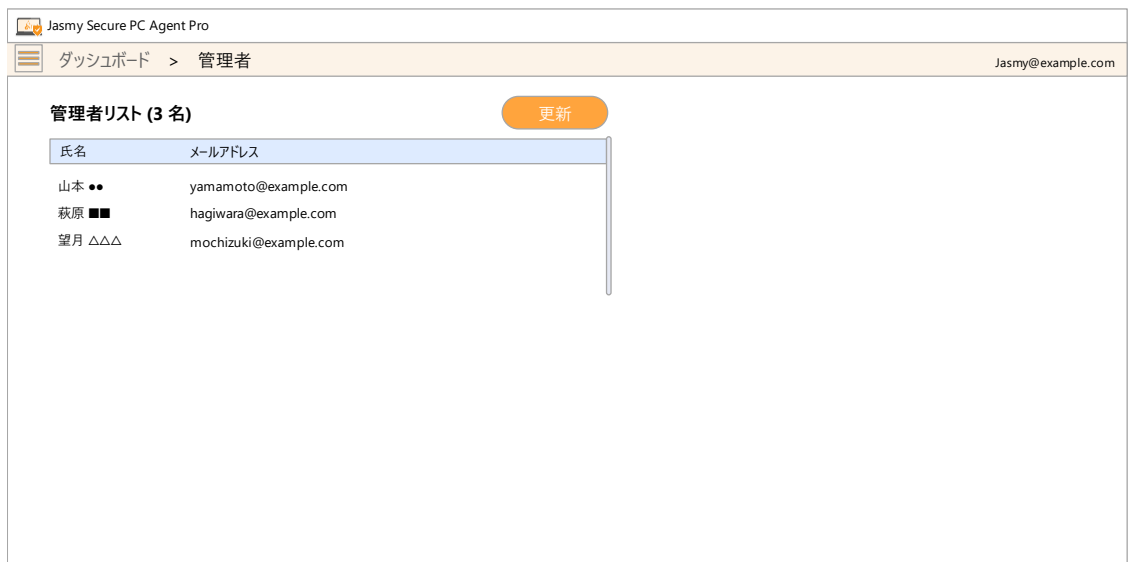 Jasmy Secure PC Agent Pro
ダッシュボード > 管理者 Jasmy@example.com
管理者リスト (3 名) 更新
氏名 メールアドレス
山本 ●● yamamoto@example.com
萩原 ■■ hagiwara@example.com
望月 △△△ mochizuki@example.com